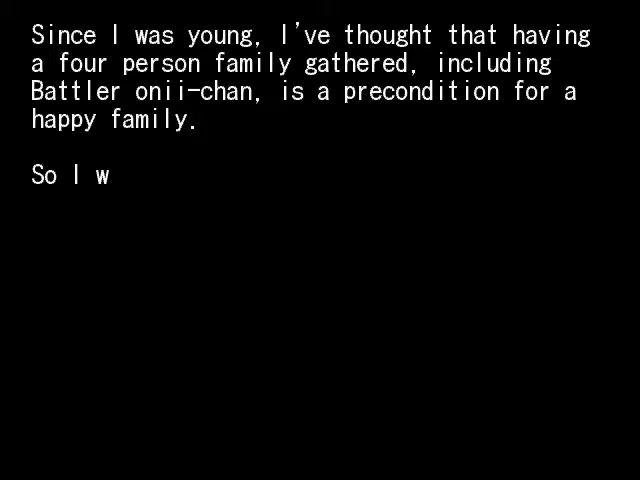 Since I was young, I've thought that having
a four person family gathered, including
Battler onii-chan, is a precondition for a
happy family.
So I w